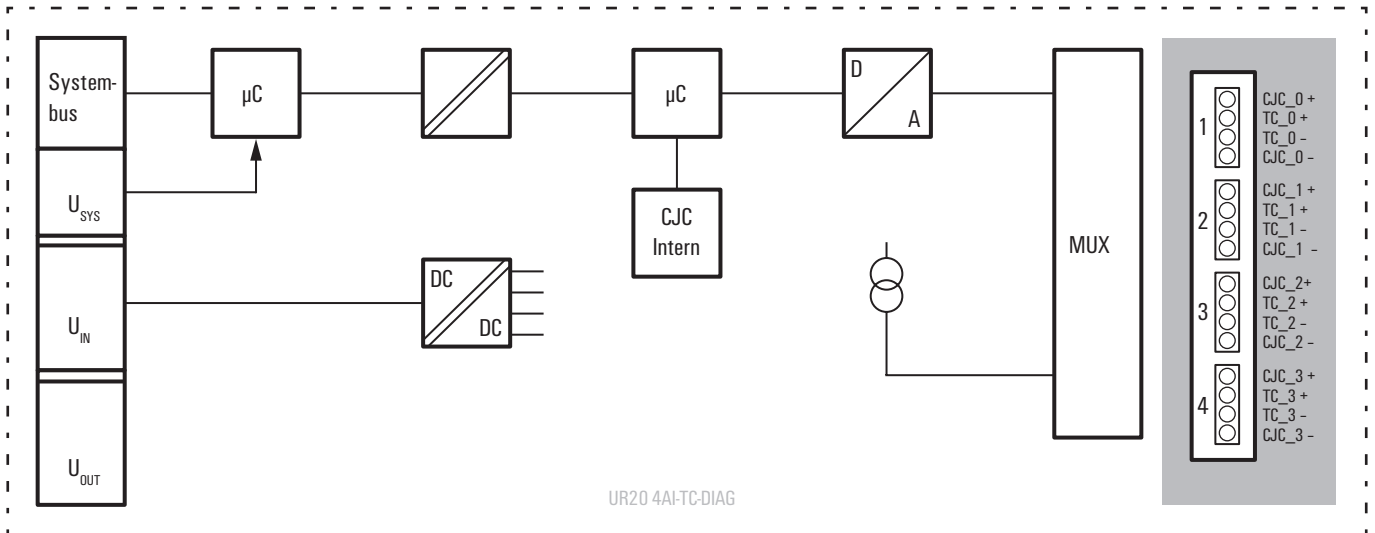 System-
bus
µC
µC
D
A
U_SYS
CJC
Intern
U_IN
DC
DC
MUX
U_OUT
1
CJC_0 +
TC_0 +
TC_0 –
CJC_0 –
2
CJC_1 +
TC_1 +
TC_1 –
CJC_1 –
3
CJC_2+
TC_2 +
TC_2 –
CJC_2 –
4
CJC_3 +
TC_3 +
TC_3 –
CJC_3 –
UR20 4AI-TC-DIAG